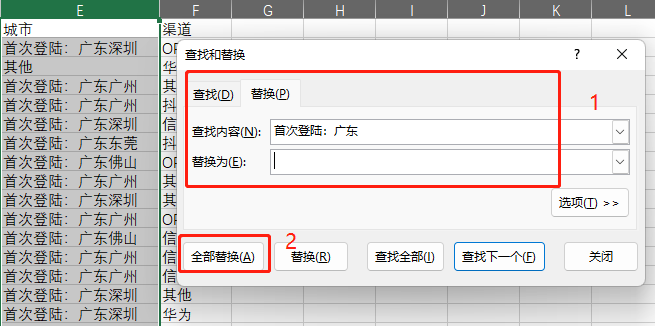 E F G H I J K L
城市 渠道
首次登陆：广东深圳
其他 华
首次登陆：广东广州 其
首次登陆：广东广州 抖
首次登陆：广东深圳 信
首次登陆：广东东莞 抖
首次登陆：广东佛山
首次登陆：广东广州 其
首次登陆：广东深圳 其
首次登陆：广东广州
首次登陆：广东佛山 信
首次登陆：广东广州 信
首次登陆：广东广州 信
首次登陆：广东深圳 其他
首次登陆：广东深圳 华为
查找和替换
查找(D) 替换(P)
1
查找内容(N): 首次登陆：广东
替换为(E):
选项(T) >>
2
全部替换(A) 替换(R) 查找全部(I) 查找下一个(F) 关闭